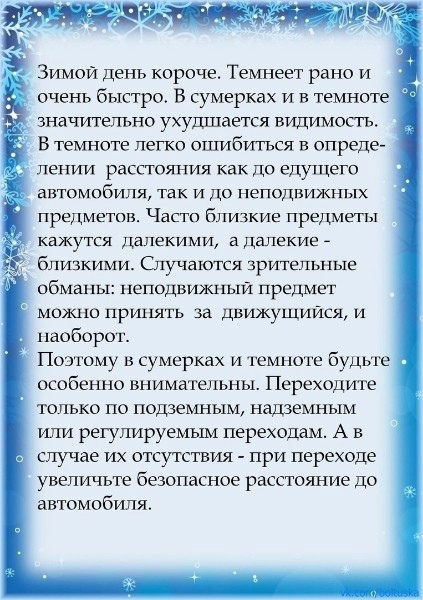 Зимой день короче. Темнеет рано и
очень быстро. В сумерках и в темноте
значительно ухудшается видимость.
В темноте легко ошибиться в опреде-
лении расстояния как до едущего
автомобиля, так и до неподвижных
предметов. Часто близкие предметы
кажутся далекими, а далекие -
близкими. Случаются зрительные
обманы: неподвижный предмет
можно принять за движущийся, и
наоборот.
Поэтому в сумерках и темноте будьте
особенно внимательны. Переходите
только по подземным, надземным
или регулируемым переходам. А в
случае их отсутствия - при переходе
увеличьте безопасное расстояние до
автомобиля.